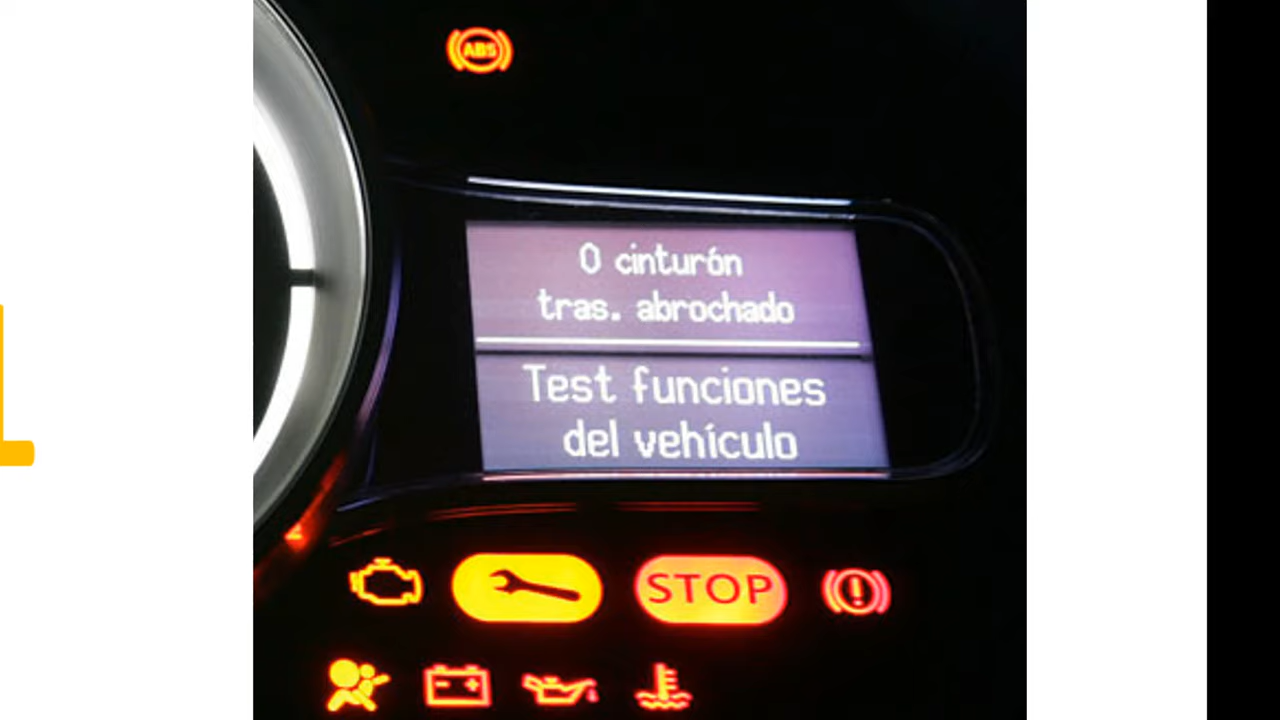 ABS
0 cinturón
tras. abrochado
Test funciones
del vehículo
STOP